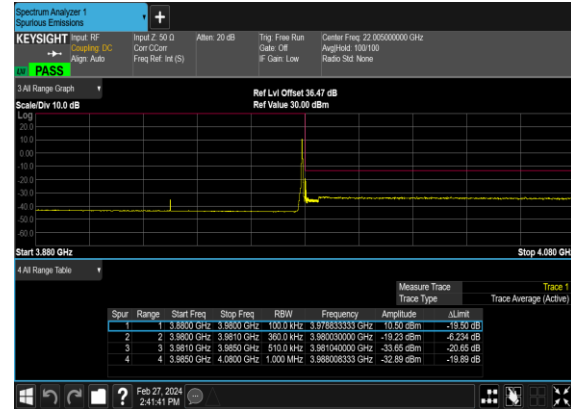 Spectrum Analyzer 1
Spurious Emissions
+
KEYSIGHT Input: RF Input Z: 50 Ω Atten: 20 dB Trig: Free Run Center Freq: 22.005000000 GHz
Coupling: DC Corr CCorr Gate: Off Avg|Hold: 100/100
Align: Auto Freq Ref: Int (S) IF Gain: Low Radio Std: None
PASS
3 All Range Graph
Ref Lvl Offset 36.47 dB
Scale/Div 10.0 dB Ref Value 30.00 dBm
Log
20.0
10.0
0.00
-10.0
-20.0
-30.0
-40.0
-50.0
-60.0
Start 3.880 GHz Stop 4.080 GH
4 All Range Table
Measure Trace Trace 1
Trace Type Trace Average (Active)
Spur Range Start Freq Stop Freq RBW Frequency Amplitude ΔLimit
1 1 3.8800 GHz 3.9800 GHz 100.0 kHz 3.978833333 GHz 10.50 dBm -19.50 dB
2 2 3.9800 GHz 3.9810 GHz 360.0 kHz 3.980030000 GHz -19.23 dBm -6.234 dB
3 3 3.9810 GHz 3.9850 GHz 510.0 kHz 3.981040000 GHz -33.65 dBm -20.65 dB
4 4 3.9850 GHz 4.0800 GHz 1.000 MHz 3.988008333 GHz -32.89 dBm -19.89 dB
? Feb 27, 2024
2:41:41 PM